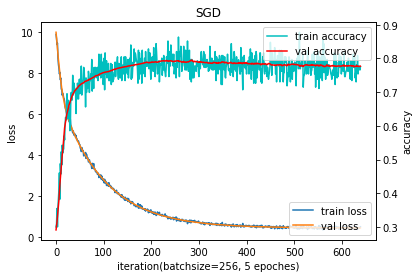 SGD
train accuracy
val accuracy
10
8
6
4
2
0
loss
0.9
0.8
0.7
0.6
0.5
0.4
0.3
accuracy
train loss
val loss
0 100 200 300 400 500 600
iteration(batchsize=256, 5 epoches)